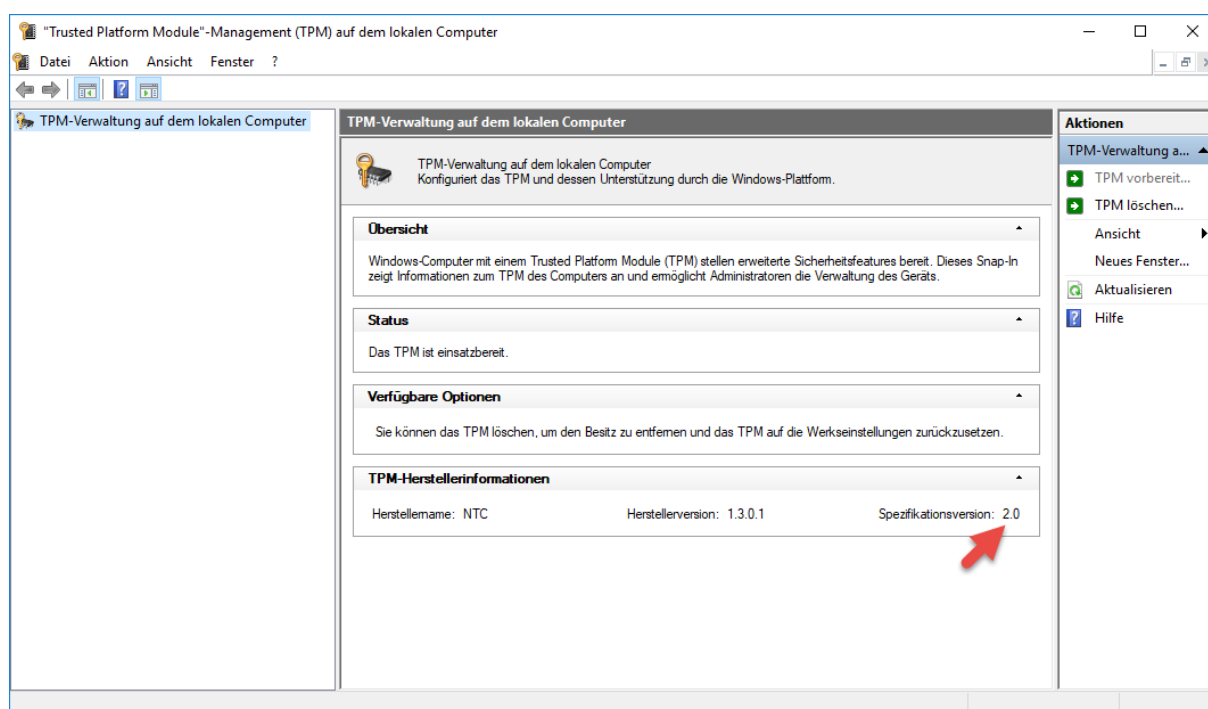 "Trusted Platform Module"-Management (TPM) auf dem lokalen Computer
Datei Aktion Ansicht Fenster ?
TPM-Verwaltung auf dem lokalen Computer
TPM-Verwaltung auf dem lokalen Computer
TPM-Verwaltung auf dem lokalen Computer
Konfiguriert das TPM und dessen Unterstützung durch die Windows-Plattform.
Übersicht
Windows-Computer mit einem Trusted Platform Module (TPM) stellen erweiterte Sicherheitsfeatures bereit. Dieses Snap-In
zeigt Informationen zum TPM des Computers an und ermöglicht Administratoren die Verwaltung des Geräts.
Status
Das TPM ist einsatzbereit.
Verfügbare Optionen
Sie können das TPM löschen, um den Besitz zu entfernen und das TPM auf die Werkseinstellungen zurückzusetzen.
TPM-Herstellerinformationen
Herstellername: NTC Herstellerversion: 1.3.0.1 Spezifikationsversion: 2.0
Aktionen
TPM-Verwaltung a...
TPM vorbereit...
TPM löschen...
Ansicht
Neues Fenster...
Aktualisieren
Hilfe